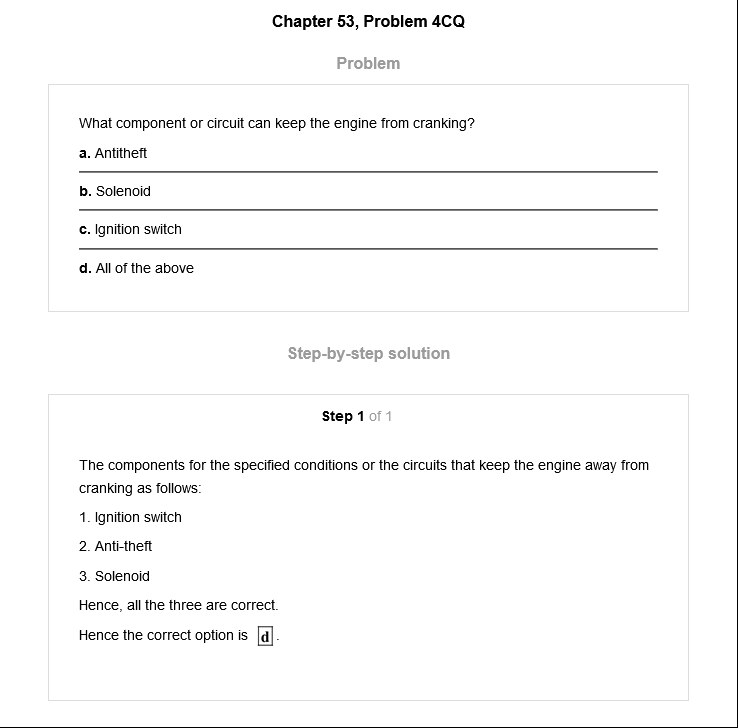 Chapter 53, Problem 4CQ
Problem
What component or circuit can keep the engine from cranking?
a. Antitheft
b. Solenoid
c. Ignition switch
d. All of the above
Step-by-step solution
Step 1 of 1
The components for the specified conditions or the circuits that keep the engine away from
cranking as follows:
1. Ignition switch
2. Anti-theft
3. Solenoid
Hence, all the three are correct.
Hence the correct option is d.